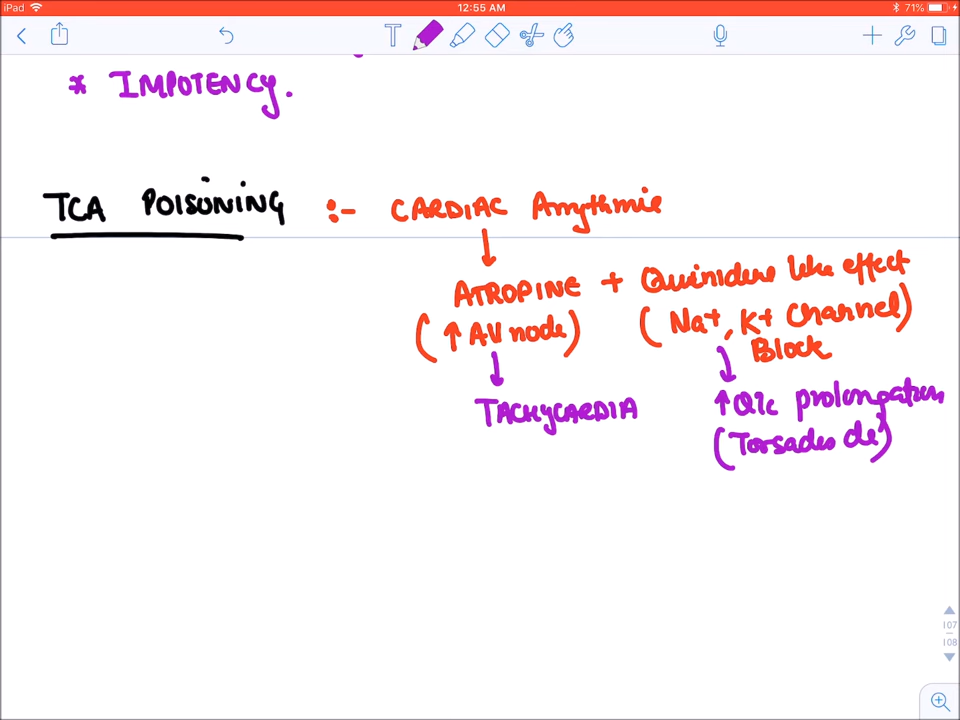 iPad 12:55 AM 71%
T
* IMPOTENCY.
TCA POISONING :- CARDIAC Arrythmia
ATROPINE + Quinidine like effect
(↑ AV node) (Na+, K+ Channel)
Block
TACHYCARDIA ↑ QTc prolongation
(Torsades de)
107
108